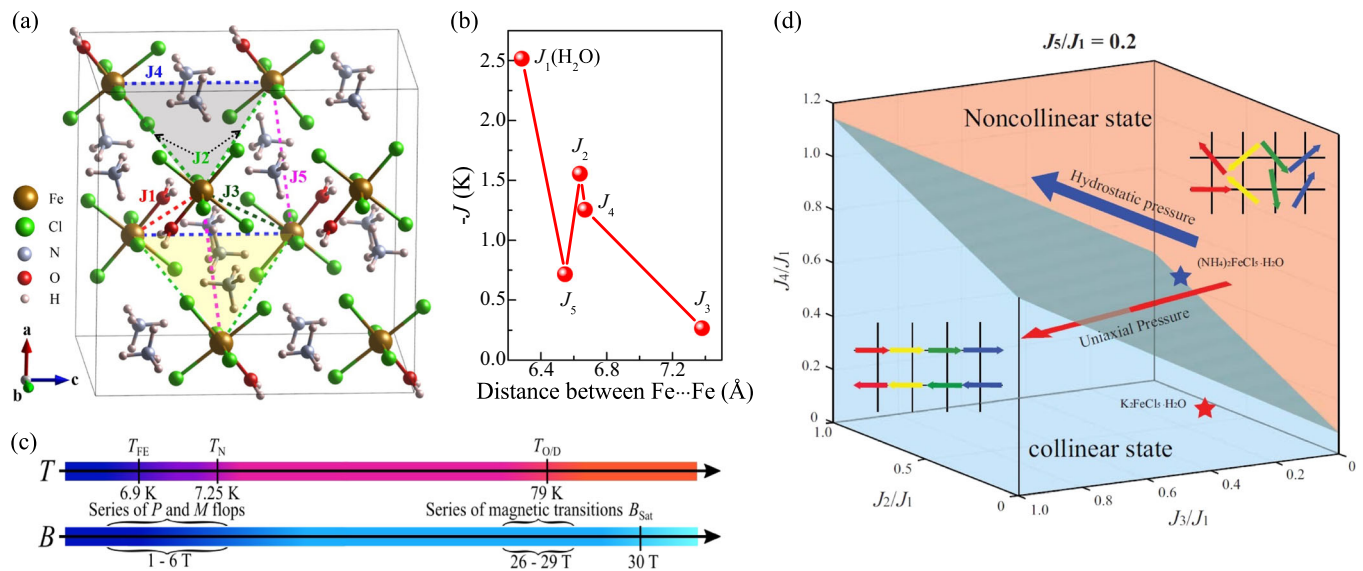 (a)
J4
J2
J1
J3
J5
Fe
Cl
N
O
H
a
b
c
(b)
-J (K)
2.5
2.0
1.5
1.0
0.5
0.0
J1(H2O)
J2
J4
J5
J3
6.4 6.8 7.2
Distance between Fe···Fe (Å)
(c)
TFE TN TO/D
T
6.9 K 7.25 K 79 K
Series of P and M flops Series of magnetic transitions BSat
B
1 - 6 T 26 - 29 T 30 T
(d)
J5/J1 = 0.2
J4/J1
1.2
1.0
0.8
0.6
0.4
0.2
0
Noncollinear state
Hydrostatic pressure
(NH4)2FeCl5·H2O
Uniaxial Pressure
K2FeCl5·H2O
collinear state
1.0
0.5
0
J2/J1
1.0
0.8
0.6
0.4
0.2
0
J3/J1